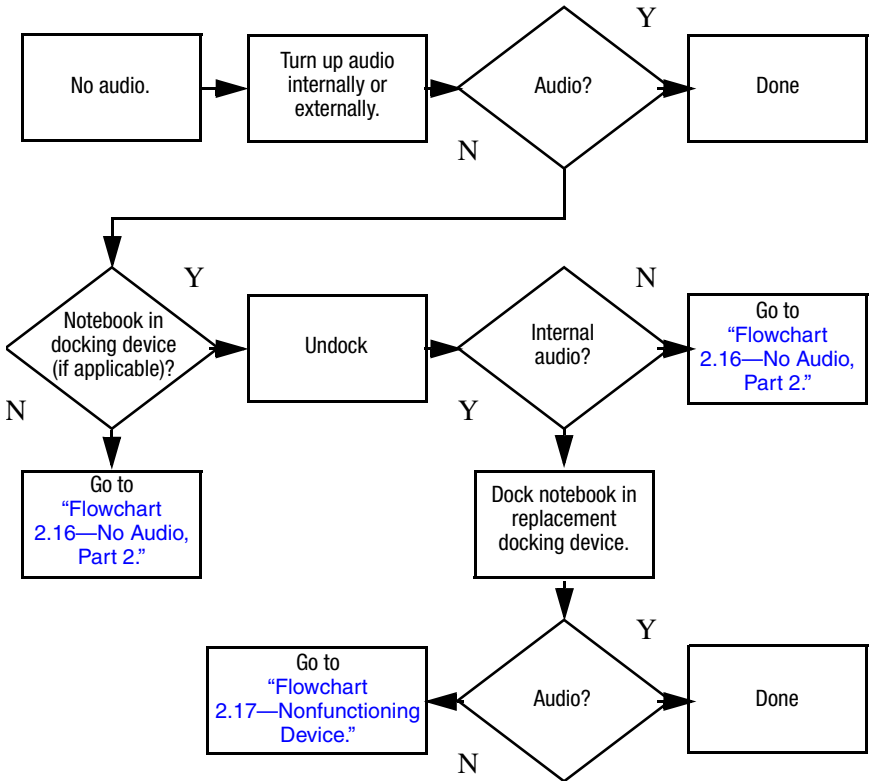 Y
No audio.
Turn up audio
internally or
externally.
Audio?
Done
N
Y
N
Notebook in
docking device
(if applicable)?
Undock
Internal
audio?
Go to
“Flowchart
2.16—No Audio,
Part 2.”
N
Y
Go to
“Flowchart
2.16—No Audio,
Part 2.”
Dock notebook in
replacement
docking device.
Y
Go to
“Flowchart
2.17—Nonfunctioning
Device.”
Audio?
Done
N